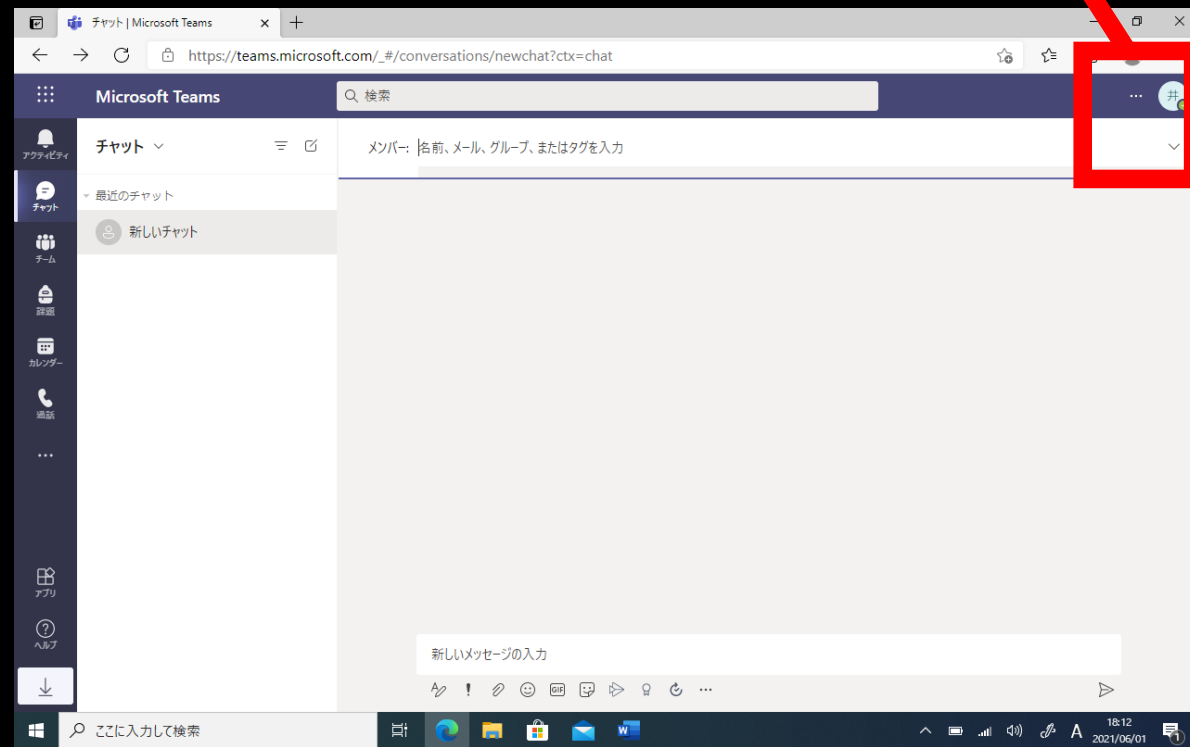 チャット | Microsoft Teams
https://teams.microsoft.com/_#/conversations/newchat?ctx=chat
Microsoft Teams
検索
井
アクティビティ
チャット
チーム
課題
カレンダー
通話
アプリ
ヘルプ
チャット
最近のチャット
新しいチャット
メンバー: 名前、メール、グループ、またはタグを入力
新しいメッセージの入力
GIF
ここに入力して検索
A
18:12
2021/06/01
1